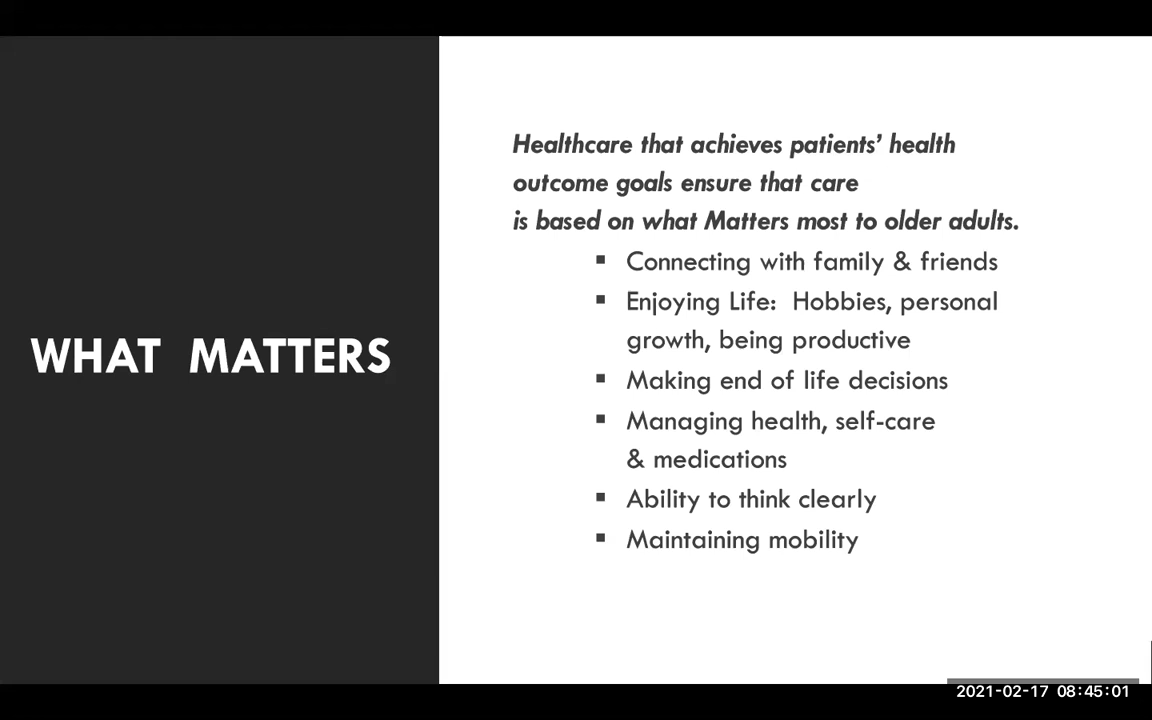 WHAT MATTERS
Healthcare that achieves patients’ health
outcome goals ensure that care
is based on what Matters most to older adults.
▪ Connecting with family & friends
▪ Enjoying Life: Hobbies, personal
growth, being productive
▪ Making end of life decisions
▪ Managing health, self-care
& medications
▪ Ability to think clearly
▪ Maintaining mobility
2021-02-17 08:45:01